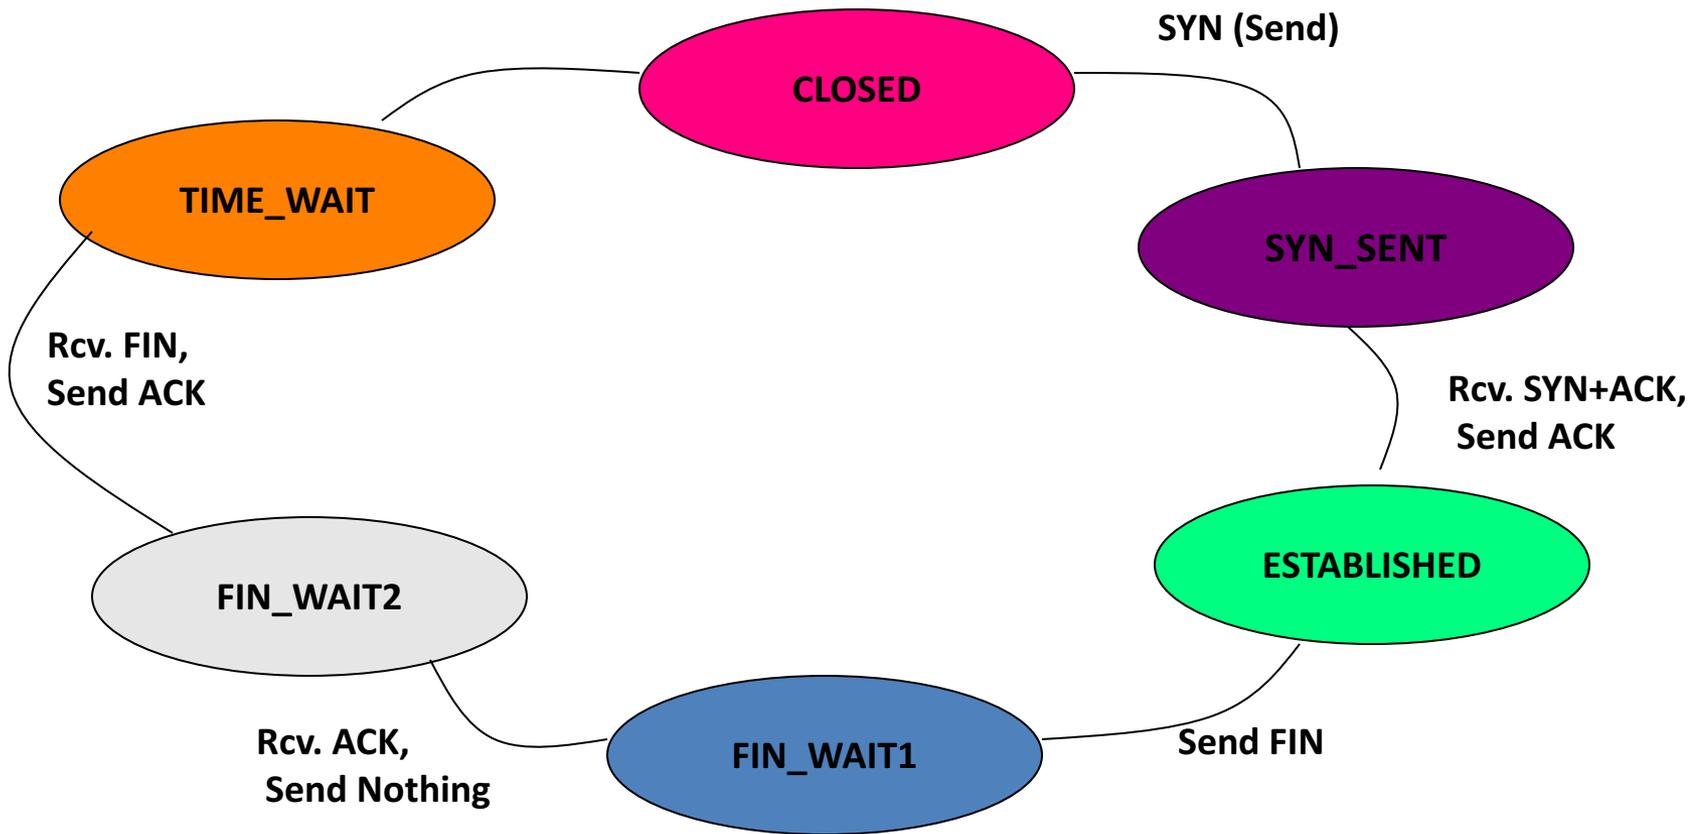 SYN (Send)
CLOSED
TIME_WAIT
SYN_SENT
Rcv. FIN,
Send ACK
Rcv. SYN+ACK,
Send ACK
ESTABLISHED
FIN_WAIT2
Rcv. ACK,
Send Nothing
FIN_WAIT1
Send FIN